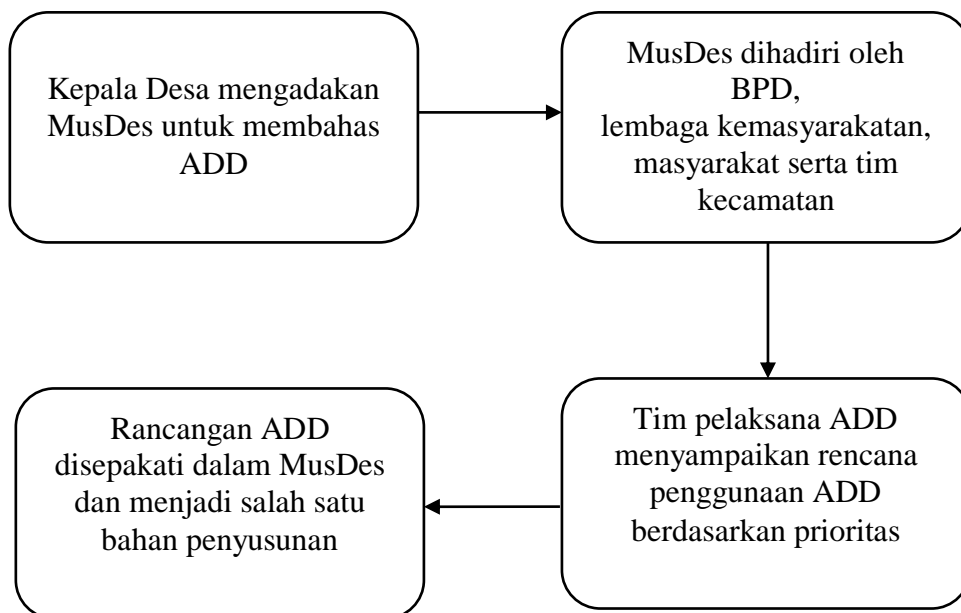 Kepala Desa mengadakan
MusDes untuk membahas
ADD
MusDes dihadiri oleh
BPD,
lembaga kemasyarakatan,
masyarakat serta tim
kecamatan
Tim pelaksana ADD
menyampaikan rencana
penggunaan ADD
berdasarkan prioritas
Rancangan ADD
disepakati dalam MusDes
dan menjadi salah satu
bahan penyusunan